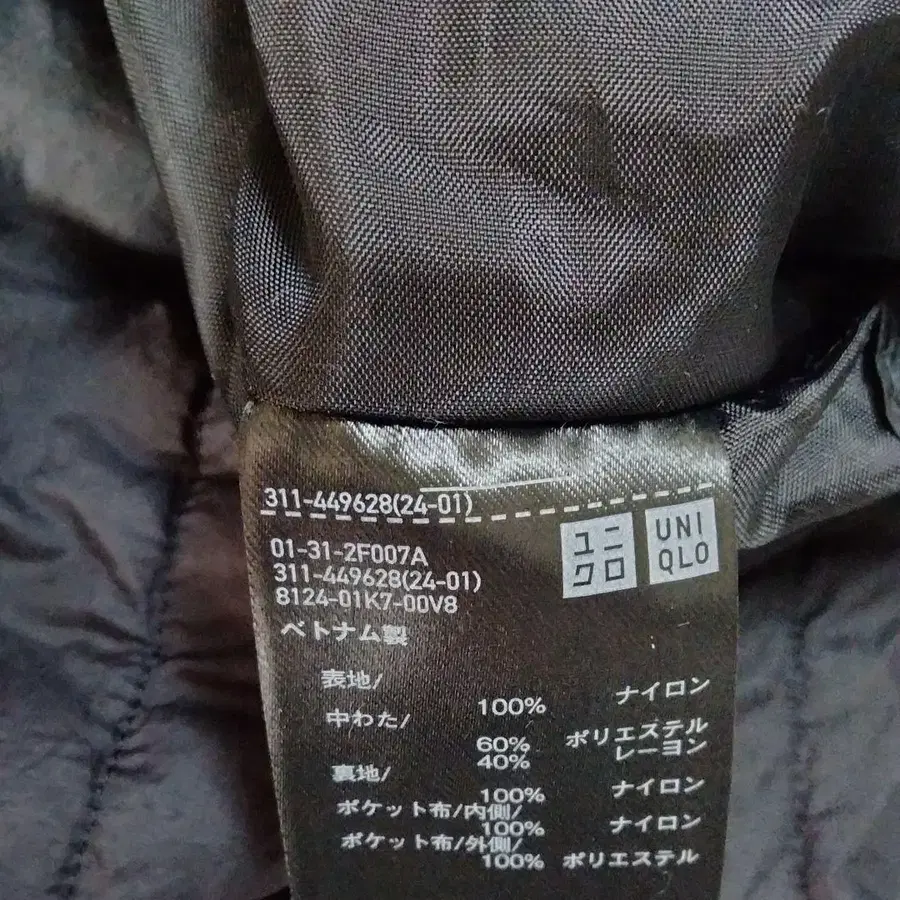 311-449628(24-01)
ユニ
クロ
UNI
QLO
01-31-2F007A
311-449628(24-01)
8124-01K7-00V8
ベトナム製
表地/
100% ナイロン
中わた/
60% ポリエステル
40% レーヨン
裏地/
100% ナイロン
ポケット布/内側/
100% ナイロン
ポケット布/外側/
100% ポリエステル